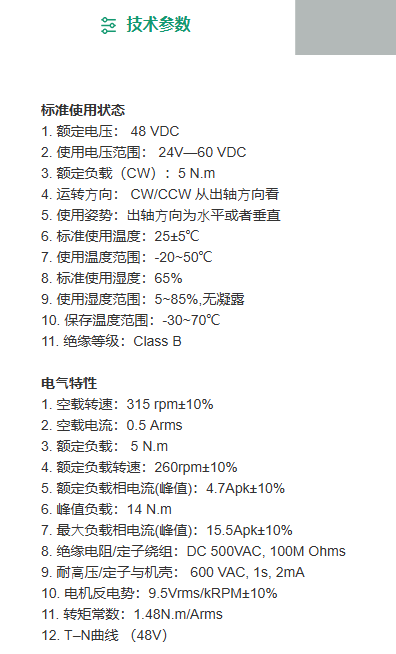 技术参数
标准使用状态
1. 额定电压： 48 VDC
2. 使用电压范围： 24V—60 VDC
3. 额定负载（CW）：5 N.m
4. 运转方向： CW/CCW 从出轴方向看
5. 使用姿势：出轴方向为水平或者垂直
6. 标准使用温度：25±5℃
7. 使用温度范围：-20~50℃
8. 标准使用湿度：65%
9. 使用湿度范围：5~85%,无凝露
10. 保存温度范围：-30~70℃
11. 绝缘等级：Class B
电气特性
1. 空载转速：315 rpm±10%
2. 空载电流：0.5 Arms
3. 额定负载： 5 N.m
4. 额定负载转速：260rpm±10%
5. 额定负载相电流(峰值)：4.7Apk±10%
6. 峰值负载：14 N.m
7. 最大负载相电流(峰值)：15.5Apk±10%
8. 绝缘电阻/定子绕组：DC 500VAC, 100M Ohms
9. 耐高压/定子与机壳： 600 VAC, 1s, 2mA
10. 电机反电势：9.5Vrms/kRPM±10%
11. 转矩常数：1.48N.m/Arms
12. T–N曲线 （48V）